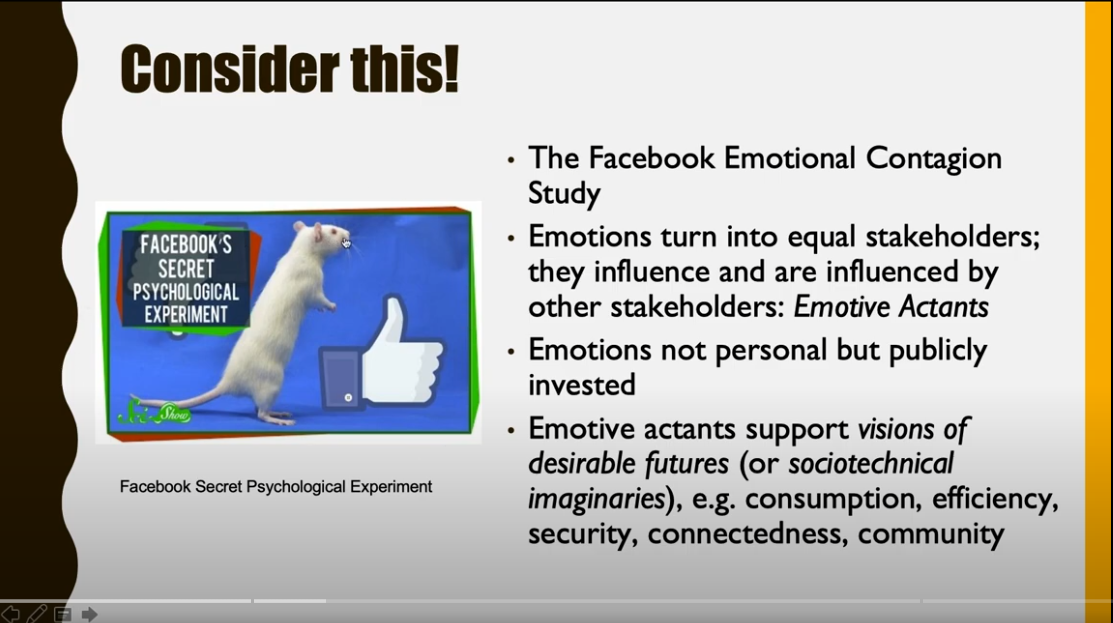 Consider this!
FACEBOOK'S
SECRET
PSYCHOLOGICAL
EXPERIMENT
Sci Show
Facebook Secret Psychological Experiment
• The Facebook Emotional Contagion
Study
• Emotions turn into equal stakeholders;
they influence and are influenced by
other stakeholders: Emotive Actants
• Emotions not personal but publicly
invested
• Emotive actants support visions of
desirable futures (or sociotechnical
imaginaries), e.g. consumption, efficiency,
security, connectedness, community